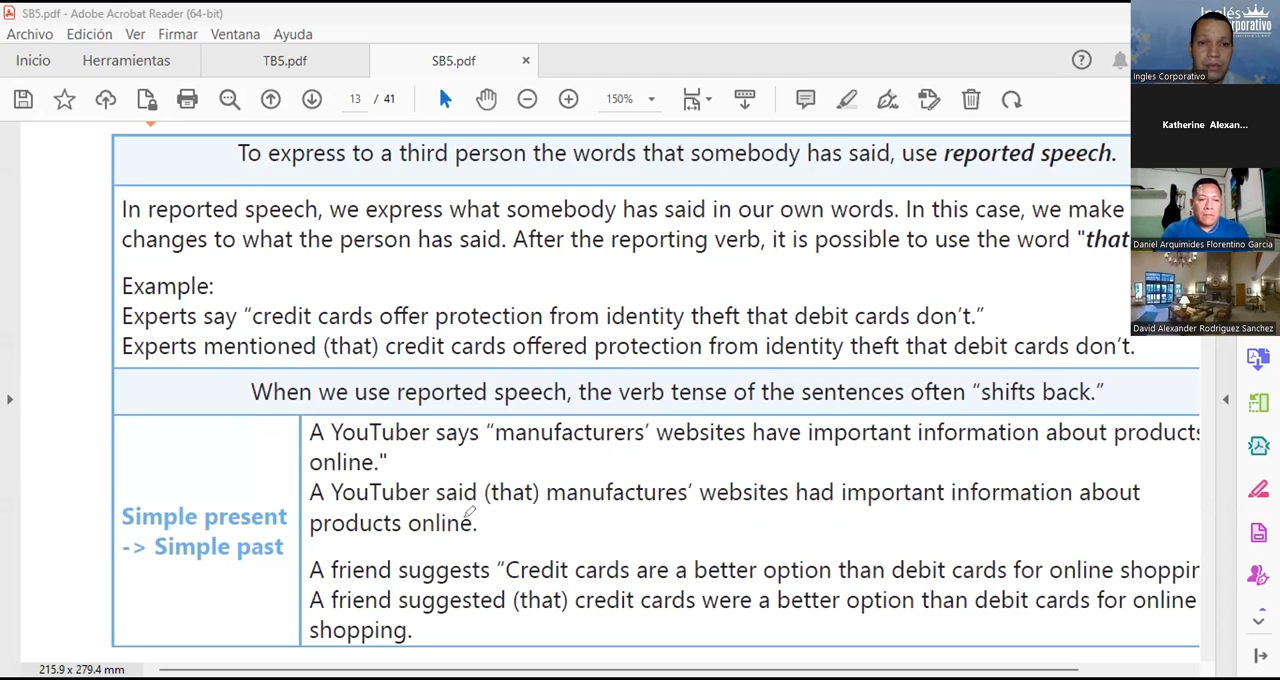 SB5.pdf - Adobe Acrobat Reader (64-bit)
Archivo Edición Ver Firmar Ventana Ayuda
Inicio Herramientas TB5.pdf SB5.pdf ×
13 / 41 150%
To express to a third person the words that somebody has said, use reported speech.
In reported speech, we express what somebody has said in our own words. In this case, we make
changes to what the person has said. After the reporting verb, it is possible to use the word "that
Example:
Experts say “credit cards offer protection from identity theft that debit cards don’t.”
Experts mentioned (that) credit cards offered protection from identity theft that debit cards don’t.
When we use reported speech, the verb tense of the sentences often “shifts back.”
Simple present
-> Simple past
A YouTuber says “manufacturers’ websites have important information about products
online."
A YouTuber said (that) manufactures’ websites had important information about
products online.
A friend suggests “Credit cards are a better option than debit cards for online shoppin
A friend suggested (that) credit cards were a better option than debit cards for online
shopping.
215.9 x 279.4 mm
Inglés
Corporativo
Ingles Corporativo
Katherine Alexan...
Daniel Arquimides Florentino Garcia
David Alexander Rodriguez Sanchez